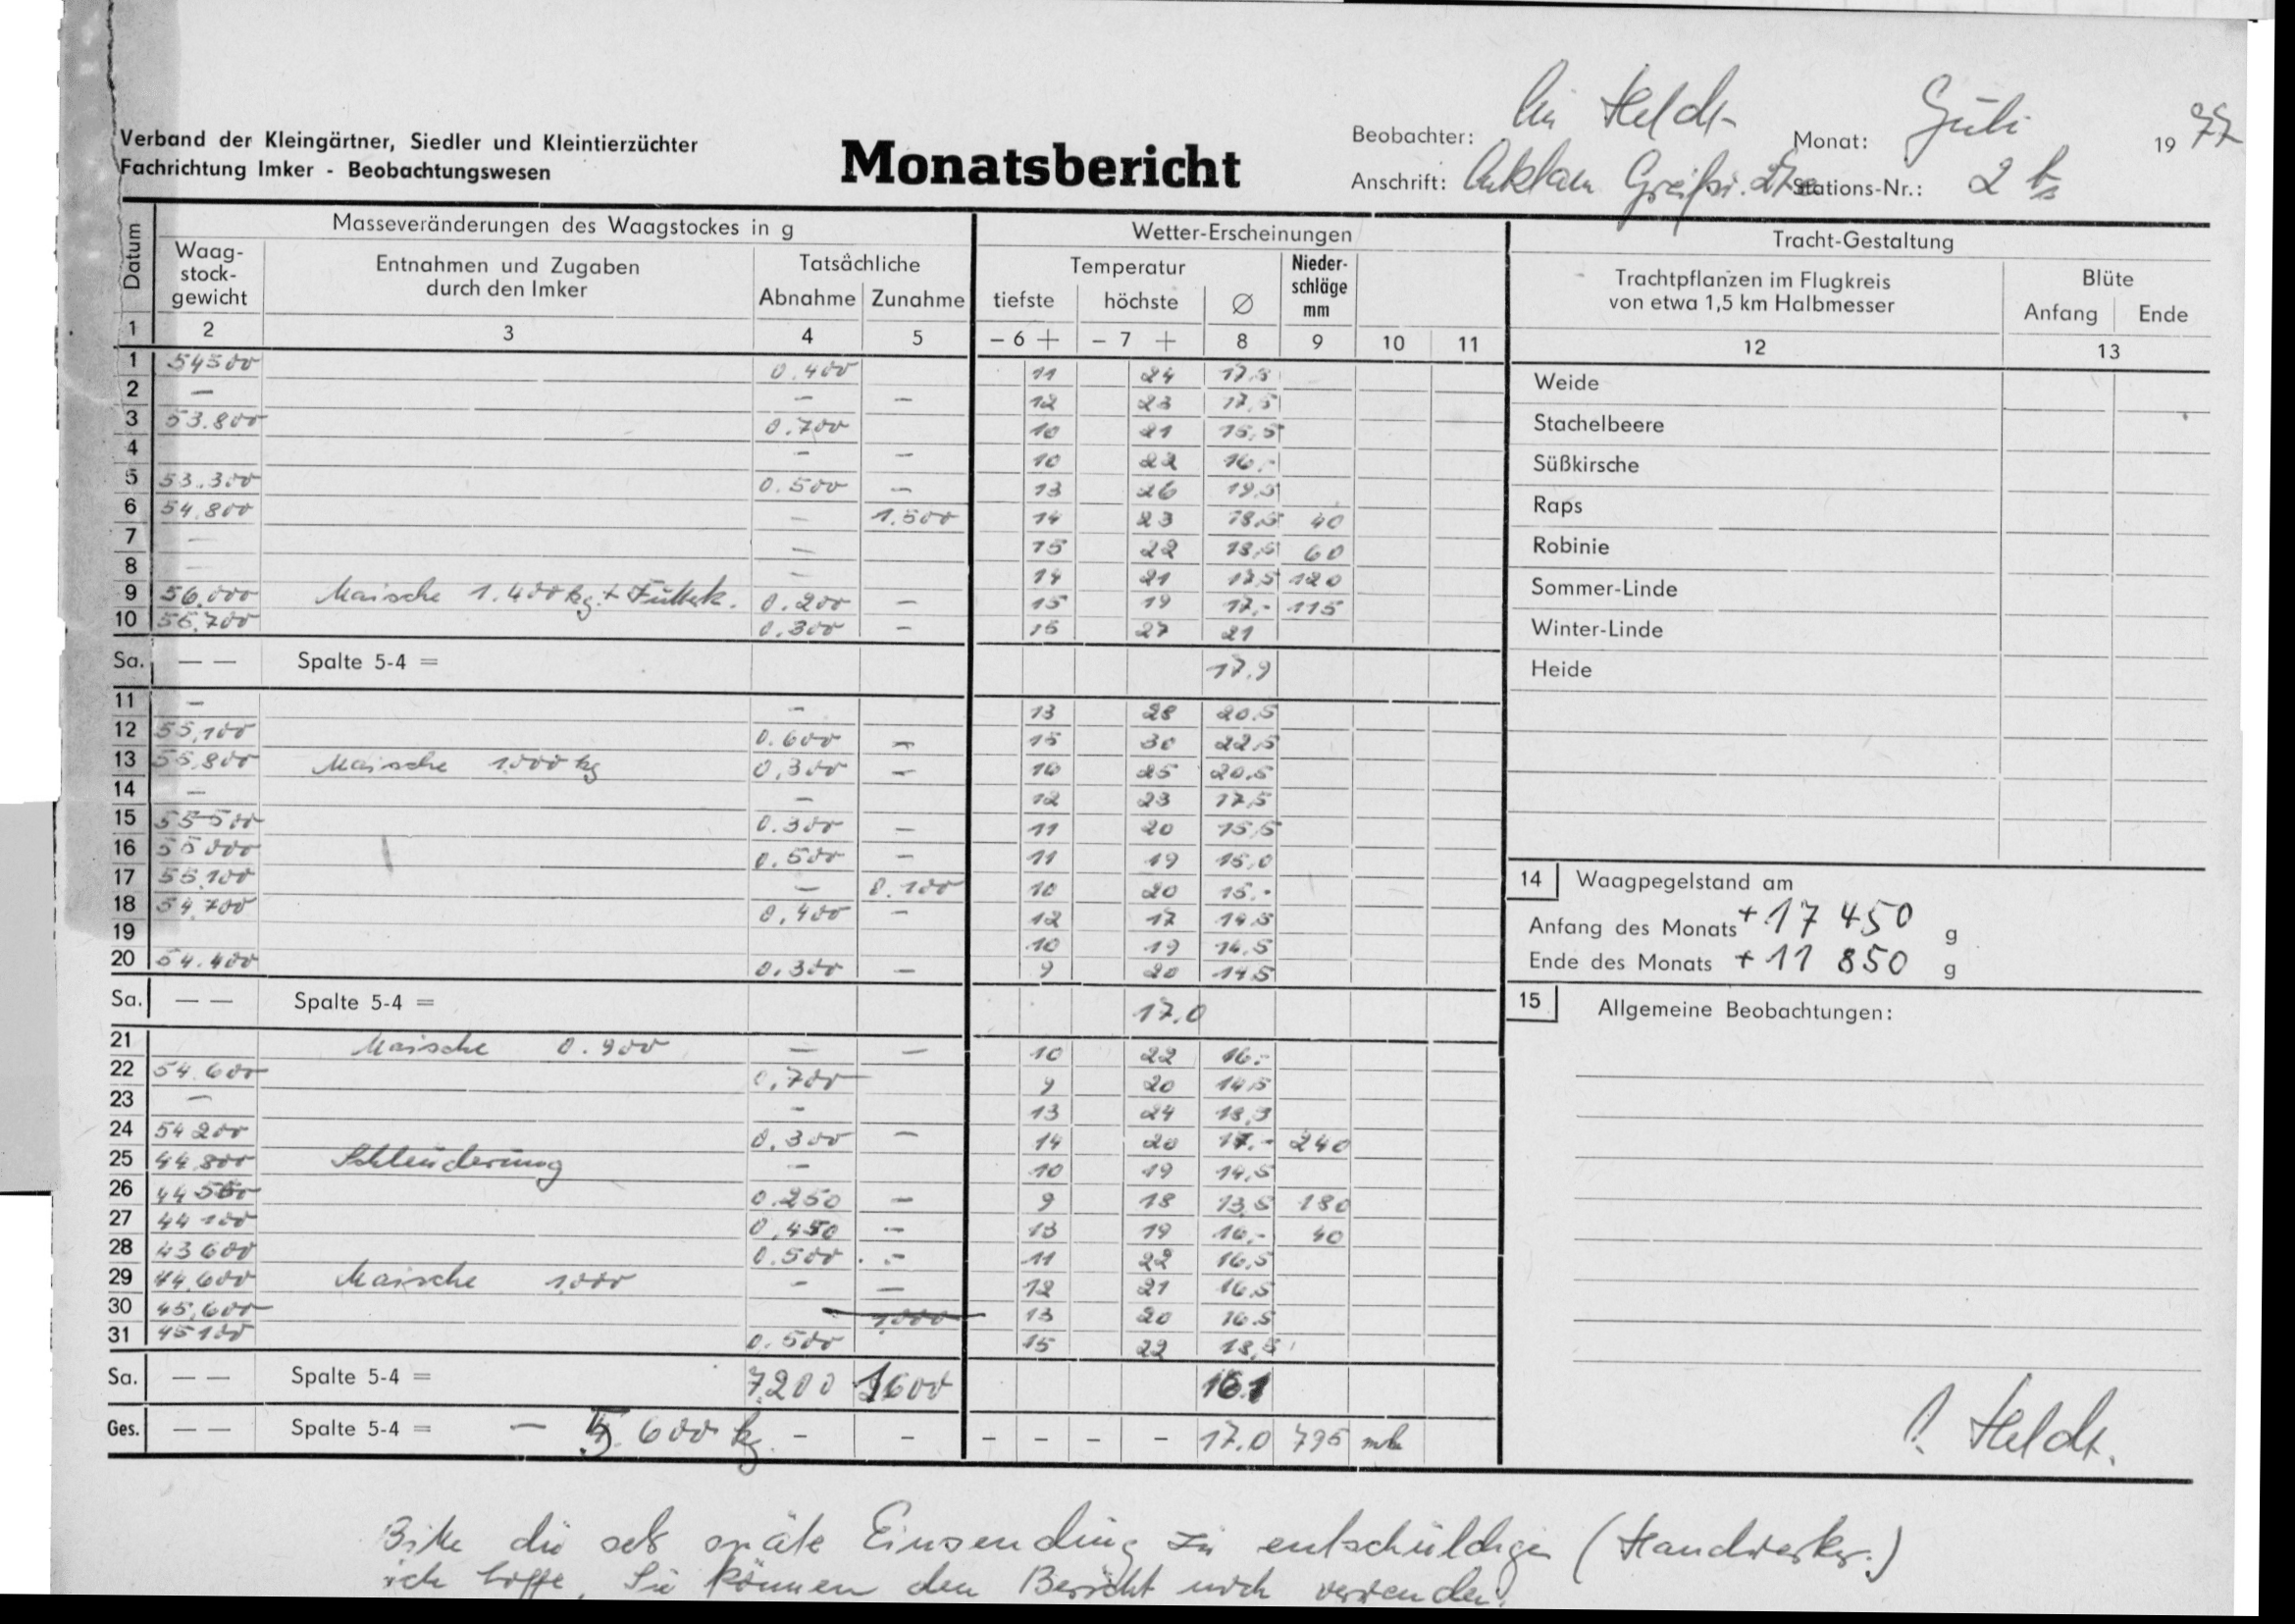 Verband der Kleingärtner, Siedler und Kleintierzüchter
Fachrichtung Imker - Beobachtungswesen
Monatsbericht
Beobachter: Heldt
Monat: Juli 1977
Anschrift: Anklam
Stations-Nr.: 2
Datum
Masseveränderungen des Waagstockes in g
Wetter-Erscheinungen
Tracht-Gestaltung
Waag-
stock-
gewicht
Entnahmen und Zugaben
durch den Imker
Tatsächliche
Abnahme Zunahme
Temperatur
tiefste höchste Ø
Nieder-
schläge
mm
Trachtpflanzen im Flugkreis
von etwa 1,5 km Halbmesser
Blüte
Anfang Ende
1 2 3 4 5 - 6 + - 7 + 8 9 10 11 12 13
1 54500 0.400 11 24 17,5
2 — — — 12 23 17,5
3 53.800 0.700 10 21 15,5
4 — — 10 22 16,-
5 53.300 0.500 — 13 26 19,5
6 54.800 — 1.500 14 23 18,5 40
7 — — 15 22 18,5 60
8 — — 14 21 17,5 120
9 56.000 Maische 1.400 kg + Futterk. 0.200 — 15 19 17,- 115
10 55.700 0.300 — 15 27 21
Sa. — — Spalte 5-4 = 17,9
11 — — 13 28 20,5
12 55,100 0.600 — 15 30 22,5
13 55,800 Maische 1.000 kg 0,300 — 16 25 20,5
14 — — 12 23 17,5
15 55500 0.300 — 11 20 15,5
16 55000 0.500 — 11 19 15,0
17 55.100 — 0.100 10 20 15,-
18 54.700 0,400 — 12 17 14,5
19 10 19 14,5
20 54.400 0.300 — 9 20 14,5
Sa. — — Spalte 5-4 = 17.0
21 Maische 0.900 — — 10 22 16,-
22 54.600 0,700 9 20 14,5
23 — — 13 24 18,5
24 54200 0.300 — 14 20 17,- 240
25 44,800 Schleuderung — 10 19 14,5
26 44550 0.250 — 9 18 13,5 180
27 44100 0,450 — 13 19 16,- 40
28 43600 0.500 .- 11 22 16,5
29 44.600 Maische 1.000 — — 12 21 16,5
30 45,600 1,000 13 20 16.5
31 45100 0.500 15 22 18,5
Sa. — — Spalte 5-4 = 7.200 1600 16.1
Ges. — — Spalte 5-4 = — 5.600 kg - - - - - - 17.0 795 mm
Weide
Stachelbeere
Süßkirsche
Raps
Robinie
Sommer-Linde
Winter-Linde
Heide
14 Waagpegelstand am
Anfang des Monats +17 450 g
Ende des Monats +11 850 g
15 Allgemeine Beobachtungen:
Heldt.
Bitte die späte Einsendung zu entschuldigen (Handwerker.)
ich hoffe, Sie können den Bericht noch verwenden.